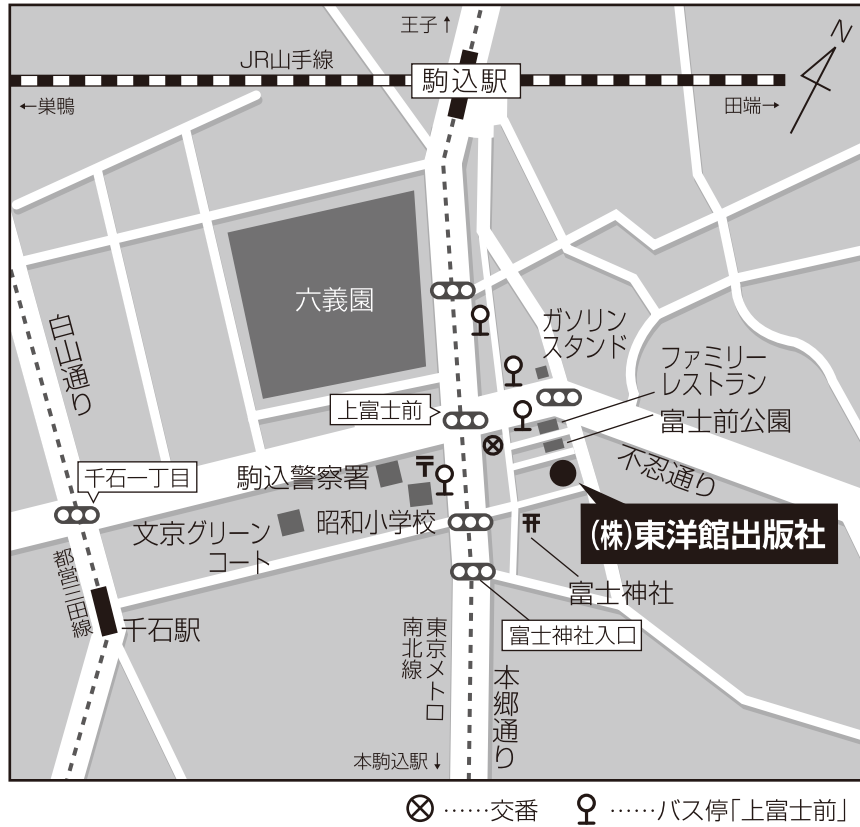 王子↑
N
JR山手線
駒込駅
←巣鴨
田端→
六義園
白山通り
ガソリン
スタンド
ファミリー
レストラン
上富士前
富士前公園
不忍通り
千石一丁目
駒込警察署
〒
昭和小学校
文京グリーン
コート
(株)東洋館出版社
都営三田線
富士神社
千石駅
富士神社入口
東京メトロ
南北線
本郷通り
本駒込駅↓
……交番
……バス停「上富士前」